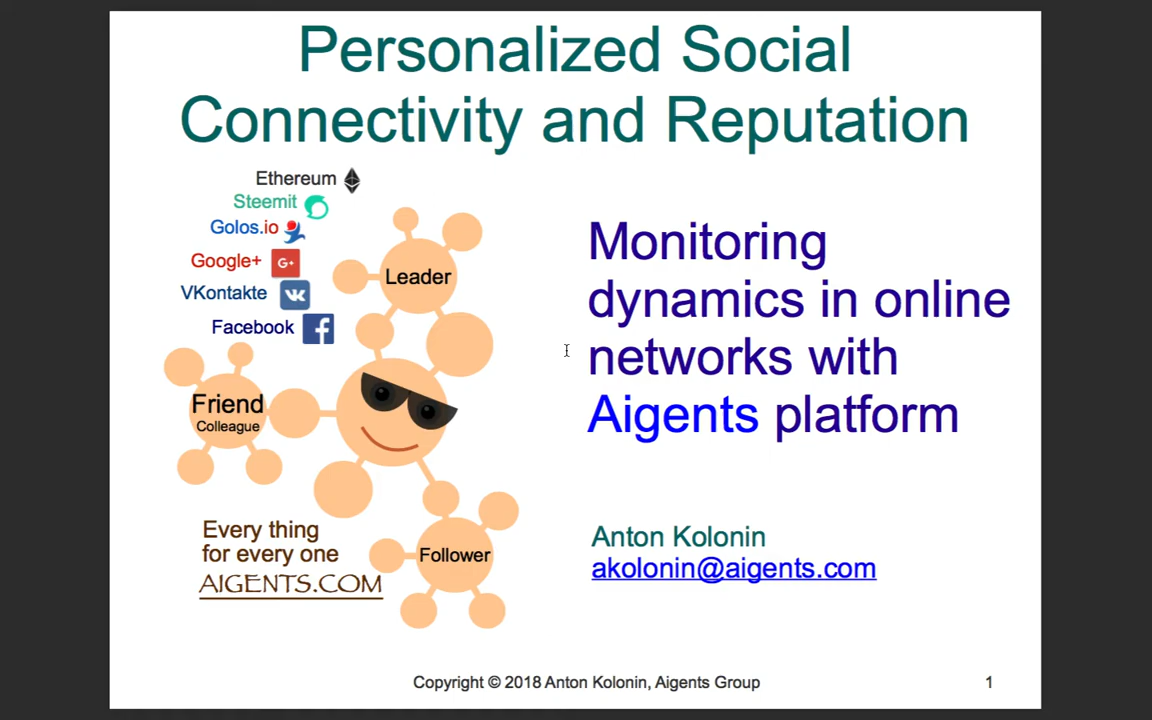 Personalized Social
Connectivity and Reputation
Ethereum
Steemit
Golos.io
Google+
G+
VKontakte
Facebook
Leader
Friend
Colleague
Follower
Every thing
for every one
AIGENTS.COM
Monitoring
dynamics in online
networks with
Aigents platform
Anton Kolonin
akolonin@aigents.com
Copyright © 2018 Anton Kolonin, Aigents Group
1